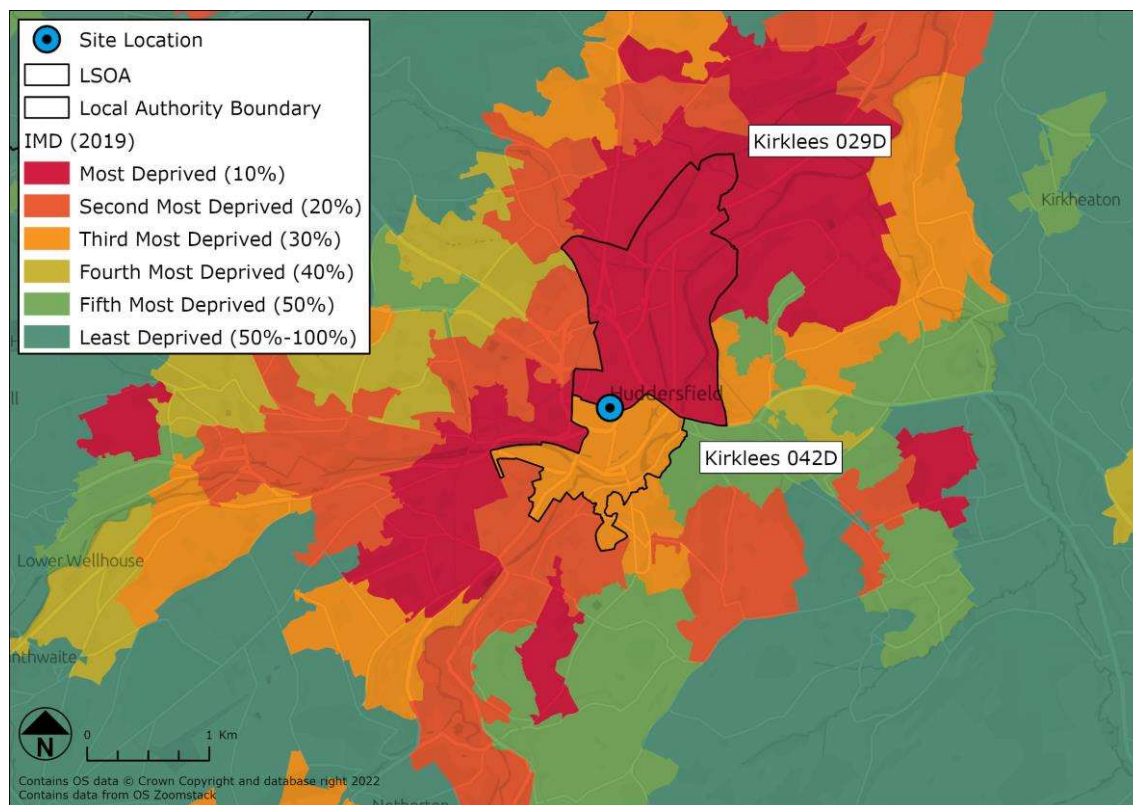 Site Location
LSOA
Local Authority Boundary
IMD (2019)
Most Deprived (10%)
Second Most Deprived (20%)
Third Most Deprived (30%)
Fourth Most Deprived (40%)
Fifth Most Deprived (50%)
Least Deprived (50%-100%)
Kirklees 029D
Kirkheaton
Huddersfield
Kirklees 042D
Lower Wellhouse
nthwaite
N
0 1 Km
Contains OS data © Crown Copyright and database right 2022
Contains data from OS Zoomstack
Netherton